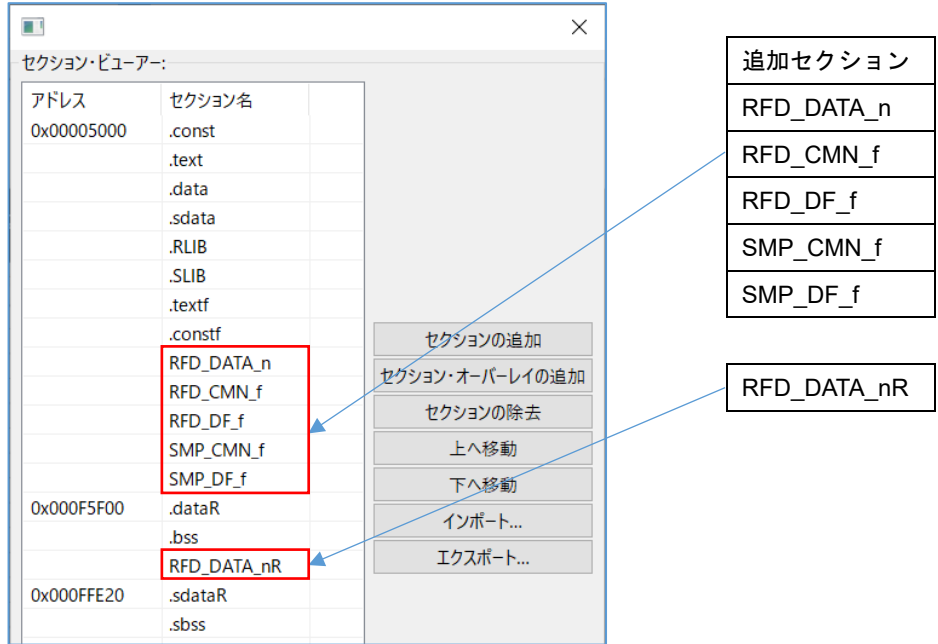 セクション・ビューアー:
アドレス セクション名
0x00005000 .const
.text
.data
.sdata
.RLIB
.SLIB
.textf
.constf
RFD_DATA_n
RFD_CMN_f
RFD_DF_f
SMP_CMN_f
SMP_DF_f
0x000F5F00 .dataR
.bss
RFD_DATA_nR
0x000FFE20 .sdataR
.sbss
セクションの追加
セクション・オーバーレイの追加
セクションの除去
上へ移動
下へ移動
インポート...
エクスポート...
追加セクション
RFD_DATA_n
RFD_CMN_f
RFD_DF_f
SMP_CMN_f
SMP_DF_f
RFD_DATA_nR